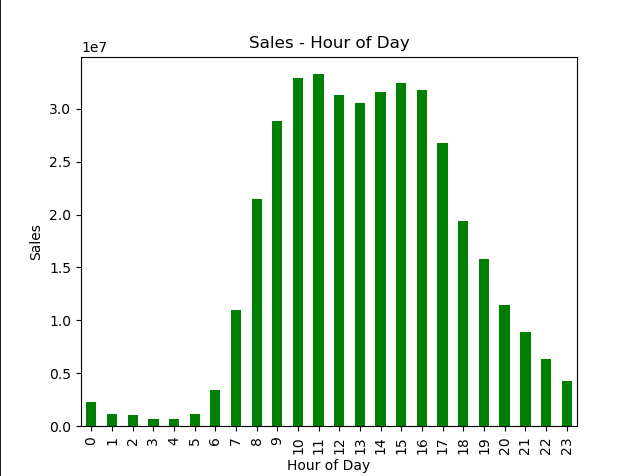 Sales - Hour of Day
1e7
3.0
2.5
2.0
1.5
1.0
0.5
0.0
Sales
0 1 2 3 4 5 6 7 8 9 10 11 12 13 14 15 16 17 18 19 20 21 22 23
Hour of Day